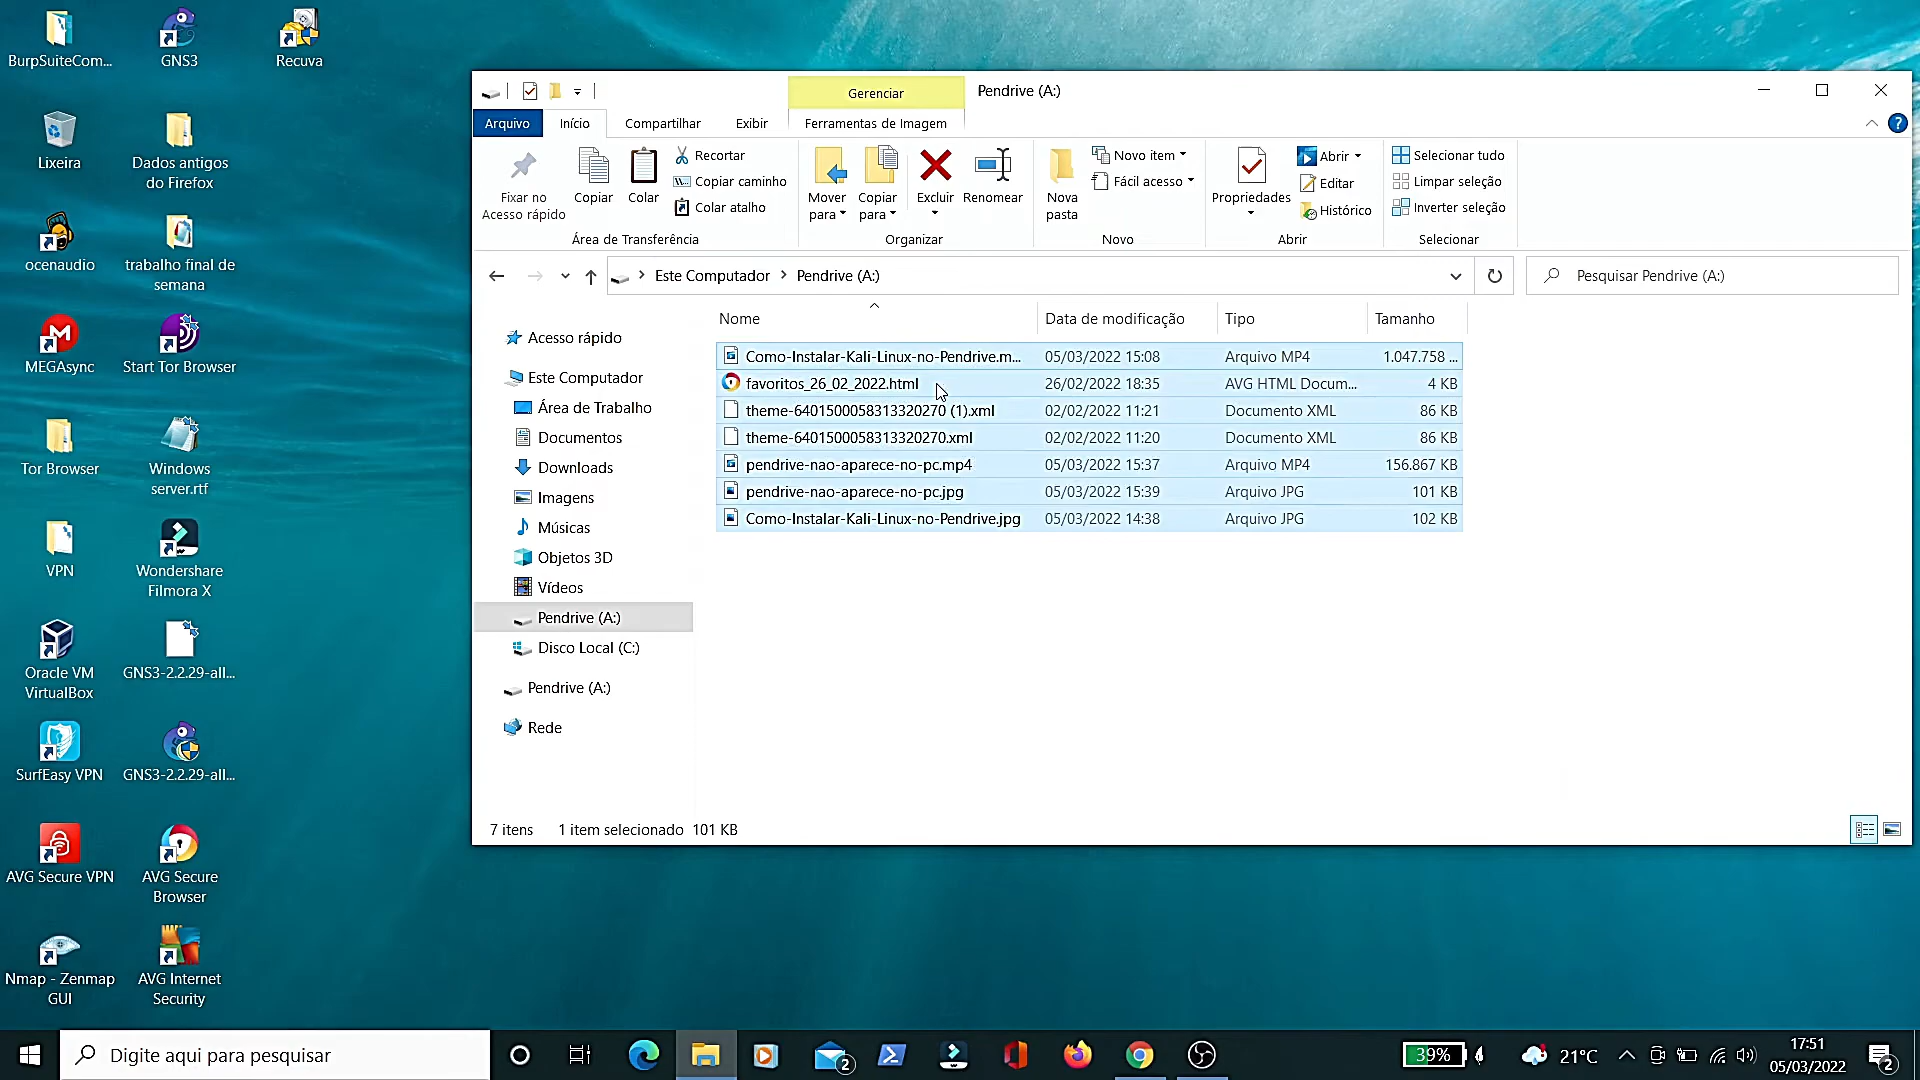 BurpSuiteCom...
GNS3
Recuva
Lixeira
Dados antigos
do Firefox
ocenaudio
trabalho final de
semana
MEGAsync
Start Tor Browser
Tor Browser
Windows
server.rtf
VPN
Wondershare
Filmora X
Oracle VM
VirtualBox
GNS3-2.2.29-all...
SurfEasy VPN
GNS3-2.2.29-all...
AVG Secure VPN
AVG Secure
Browser
Nmap - Zenmap
GUI
AVG Internet
Security
Gerenciar
Pendrive (A:)
Arquivo
Início
Compartilhar
Exibir
Ferramentas de Imagem
Fixar no
Acesso rápido
Copiar
Colar
Recortar
Copiar caminho
Colar atalho
Área de Transferência
Mover
para
Copiar
para
Excluir
Renomear
Organizar
Nova
pasta
Novo item
Fácil acesso
Novo
Propriedades
Abrir
Editar
Histórico
Abrir
Selecionar tudo
Limpar seleção
Inverter seleção
Selecionar
Este Computador > Pendrive (A:)
Pesquisar Pendrive (A:)
Acesso rápido
Este Computador
Área de Trabalho
Documentos
Downloads
Imagens
Músicas
Objetos 3D
Vídeos
Pendrive (A:)
Disco Local (C:)
Pendrive (A:)
Rede
Nome Data de modificação Tipo Tamanho
Como-Instalar-Kali-Linux-no-Pendrive.m... 05/03/2022 15:08 Arquivo MP4 1.047.758 ...
favoritos_26_02_2022.html 26/02/2022 18:35 AVG HTML Docum... 4 KB
theme-6401500058313320270 (1).xml 02/02/2022 11:21 Documento XML 86 KB
theme-6401500058313320270.xml 02/02/2022 11:20 Documento XML 86 KB
pendrive-nao-aparece-no-pc.mp4 05/03/2022 15:37 Arquivo MP4 156.867 KB
pendrive-nao-aparece-no-pc.jpg 05/03/2022 15:39 Arquivo JPG 101 KB
Como-Instalar-Kali-Linux-no-Pendrive.jpg 05/03/2022 14:38 Arquivo JPG 102 KB
7 itens 1 item selecionado 101 KB
Digite aqui para pesquisar
2
39%
21°C
17:51
05/03/2022
2